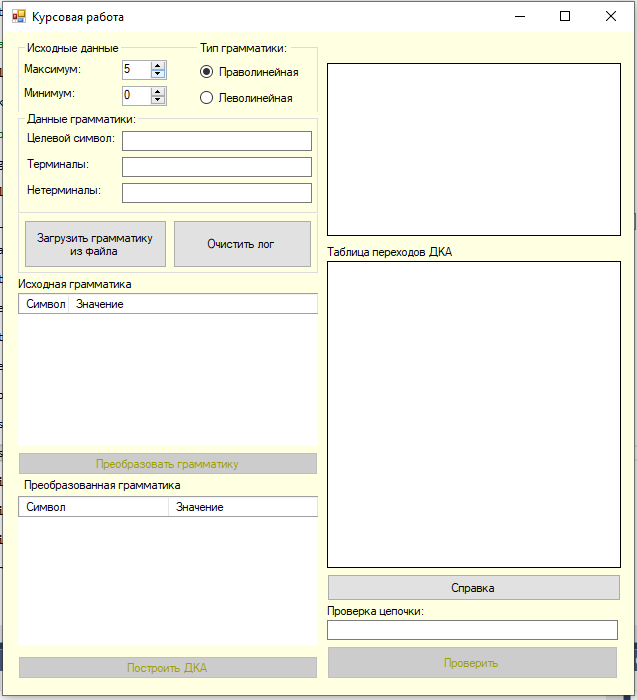 Курсовая работа
Исходные данные
Тип грамматики:
Максимум:
5
Праволинейная
Минимум:
0
Леволинейная
Данные грамматики:
Целевой символ:
Терминалы:
Нетерминалы:
Загрузить грамматику
из файла
Очистить лог
Исходная грамматика
Символ Значение
Преобразовать грамматику
Преобразованная грамматика
Символ Значение
Построить ДКА
Таблица переходов ДКА
Справка
Проверка цепочки:
Проверить